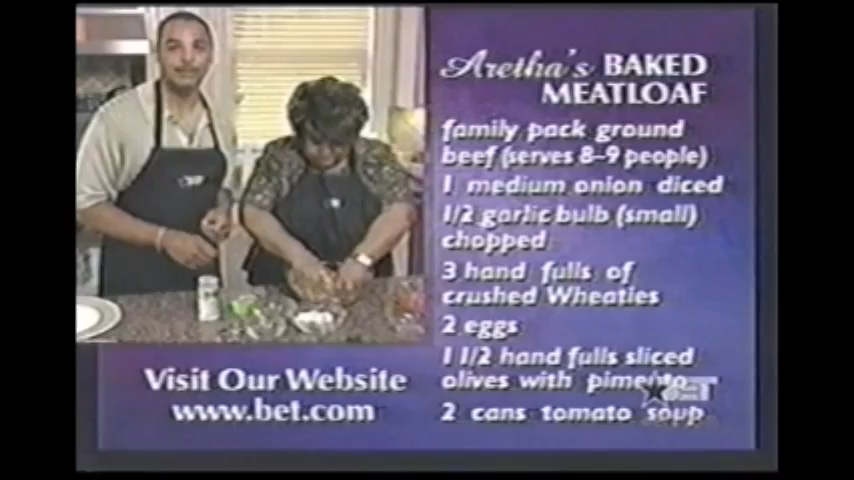 Aretha's BAKED
MEATLOAF
family pack ground
beef (serves 8–9 people)
1 medium onion diced
1/2 garlic bulb (small)
chopped
3 hand fulls of
crushed Wheaties
2 eggs
1 1/2 hand fulls sliced
olives with pimento
2 cans tomato soup
Visit Our Website
www.bet.com
BET